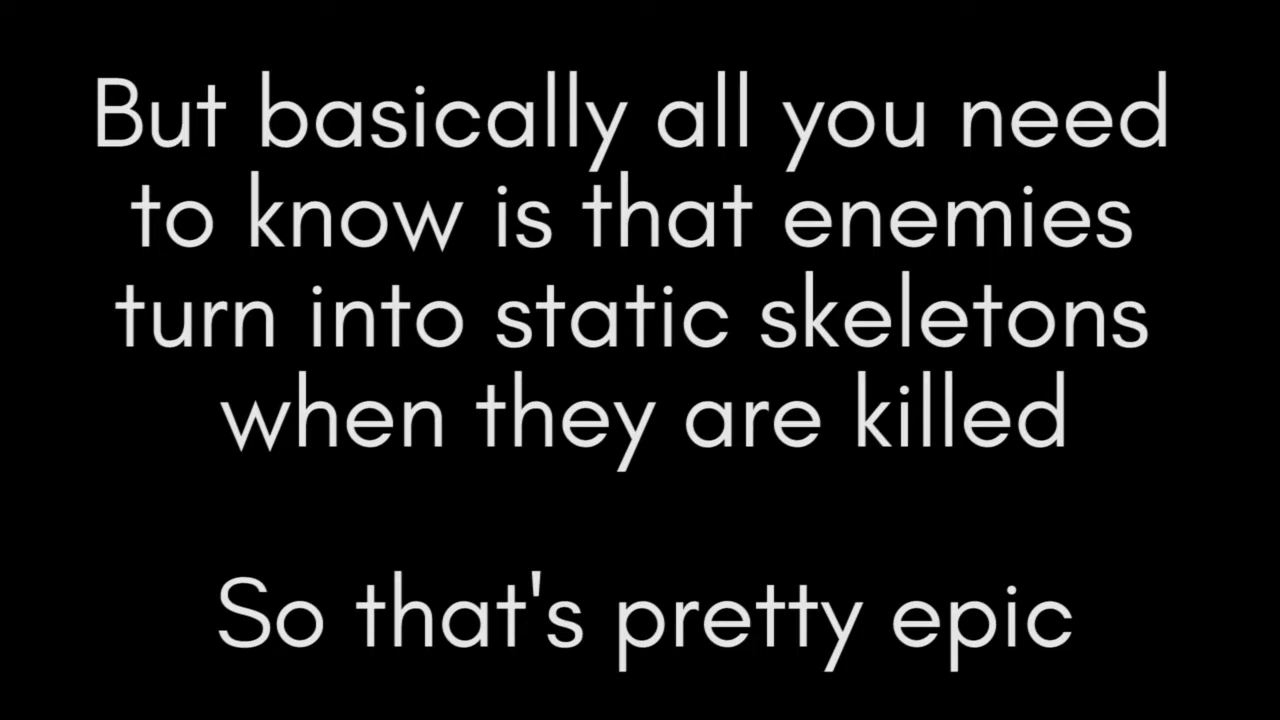 But basically all you need
to know is that enemies
turn into static skeletons
when they are killed
So that's pretty epic